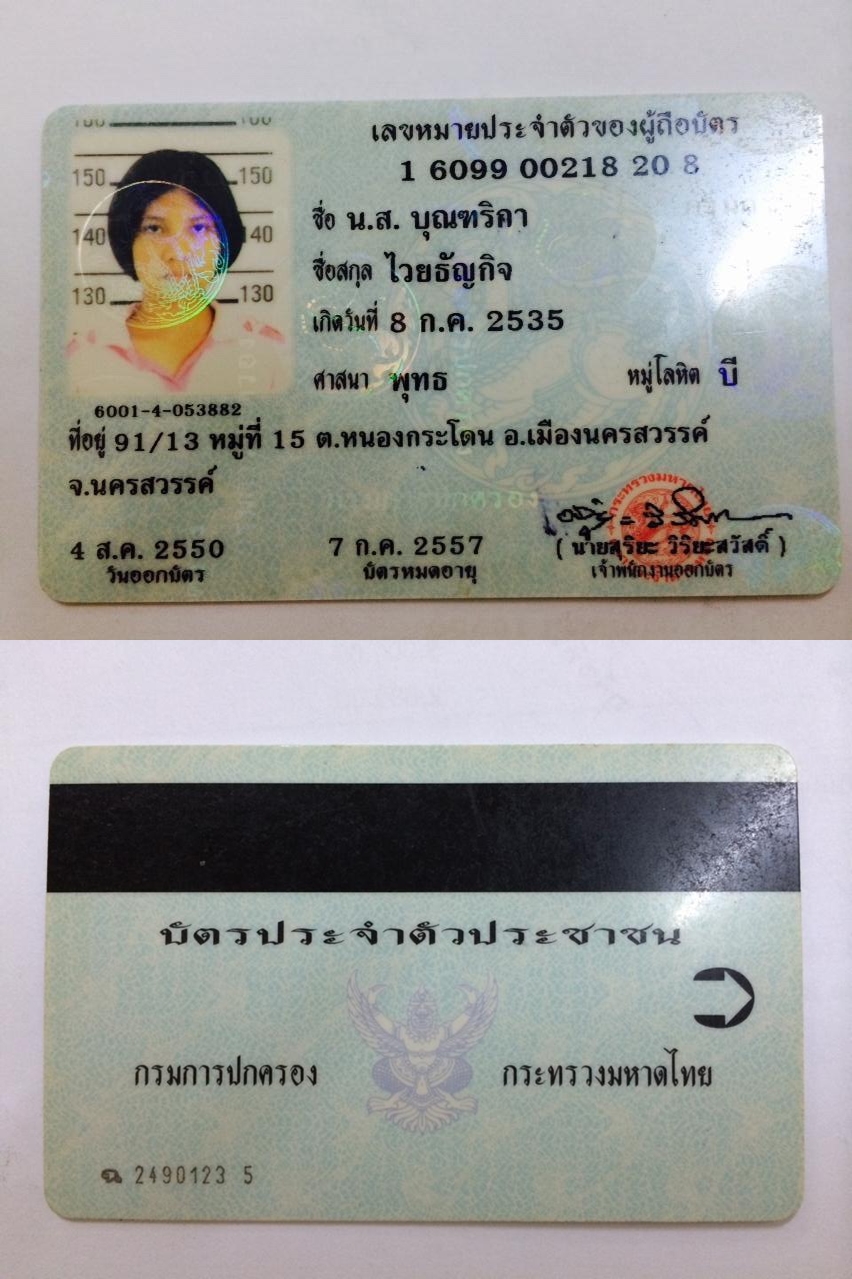 150 150
140 140
130 130
เลขหมายประจำตัวของผู้ถือบัตร
1 6099 00218 20 8
ชื่อ น.ส. บุณฑริกา
ชื่อสกุล ไวยธัญกิจ
เกิดวันที่ 8 ก.ค. 2535
ศาสนา พุทธ หมู่โลหิต บี
6001-4-053882
ที่อยู่ 91/13 หมู่ที่ 15 ต.หนองกระโดน อ.เมืองนครสวรรค์
จ.นครสวรรค์
4 ส.ค. 2550
วันออกบัตร
7 ก.ค. 2557
บัตรหมดอายุ
( นายสุริยะ วิริยะสวัสดิ์ )
เจ้าพนักงานออกบัตร
บัตรประจำตัวประชาชน
กรมการปกครอง กระทรวงมหาดไทย
ฉ 2490123 5